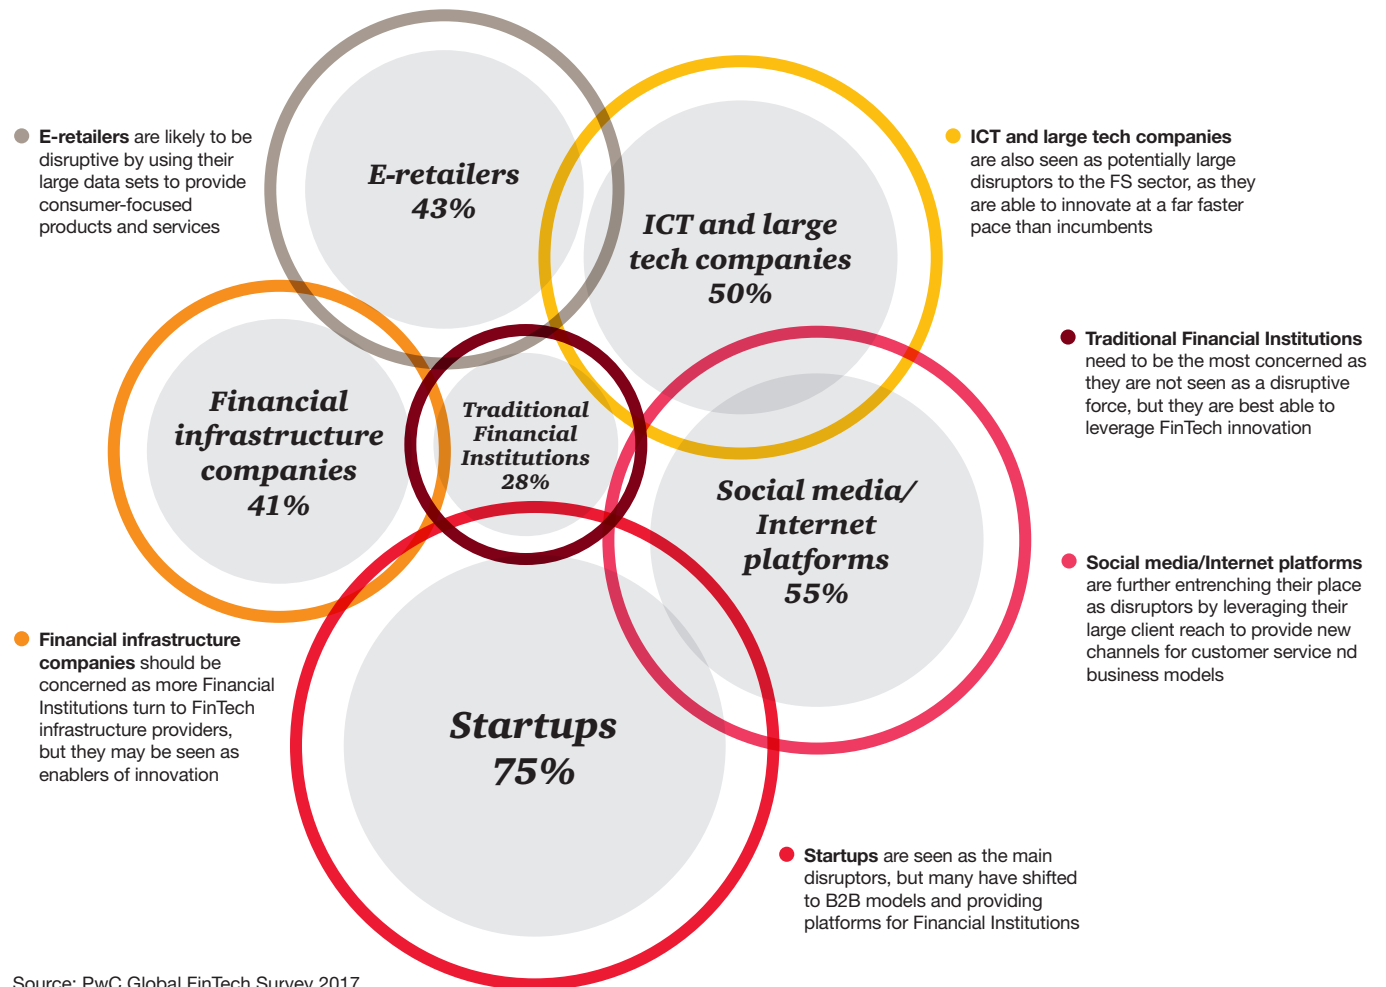 E-retailers
43%
ICT and large
tech companies
50%
Financial
infrastructure
companies
41%
Traditional
Financial
Institutions
28%
Social media/
Internet
platforms
55%
Startups
75%
E-retailers are likely to be
disruptive by using their
large data sets to provide
consumer-focused
products and services
ICT and large tech companies
are also seen as potentially large
disruptors to the FS sector, as they
are able to innovate at a far faster
pace than incumbents
Traditional Financial Institutions
need to be the most concerned as
they are not seen as a disruptive
force, but they are best able to
leverage FinTech innovation
Social media/Internet platforms
are further entrenching their place
as disruptors by leveraging their
large client reach to provide new
channels for customer service nd
business models
Financial infrastructure
companies should be
concerned as more Financial
Institutions turn to FinTech
infrastructure providers,
but they may be seen as
enablers of innovation
Startups are seen as the main
disruptors, but many have shifted
to B2B models and providing
platforms for Financial Institutions
Source: PwC Global FinTech Survey 2017